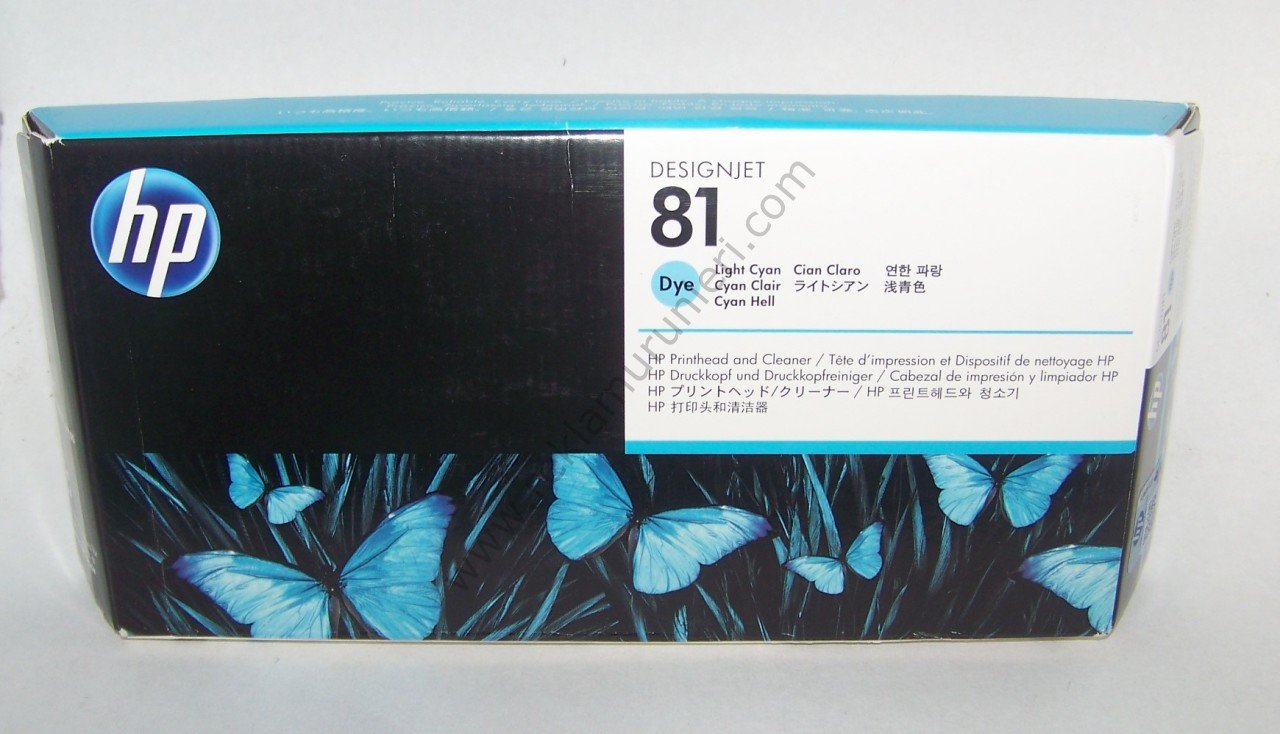 hp
DESIGNJET
81
Dye
Light Cyan Cian Claro 연한 파랑
Cyan Clair ライトシアン 浅青色
Cyan Hell
HP Printhead and Cleaner / Tête d'impression et Dispositif de nettoyage HP
HP Druckkopf und Druckkopfreiniger / Cabezal de impresión y limpiador HP
HP プリントヘッド/クリーナー / HP 프린트헤드와 청소기
HP 打印头和清洁器
www.reklamurunleri.com
hp